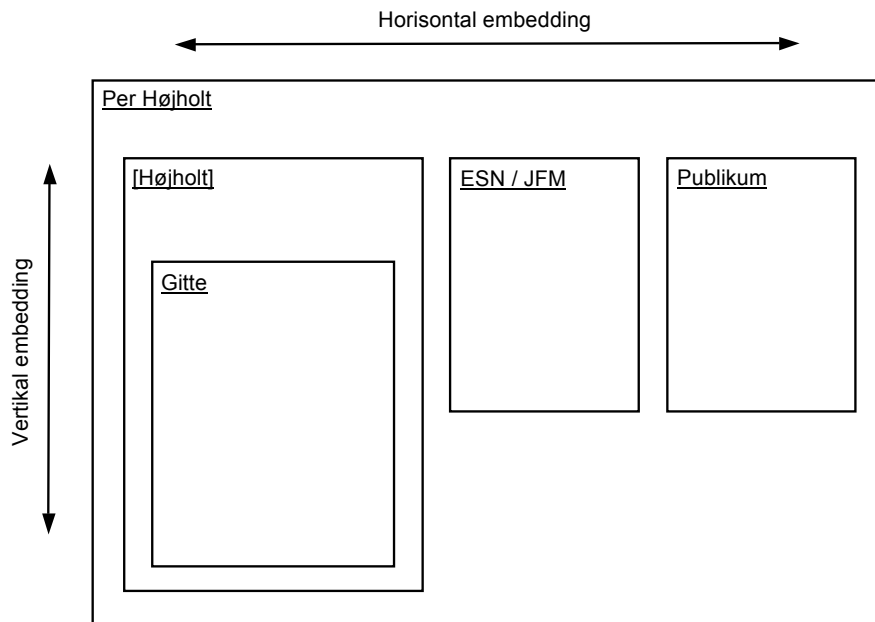 Horisontal embedding
Per Højholt
[Højholt]
ESN / JFM
Publikum
Gitte
Vertikal embedding